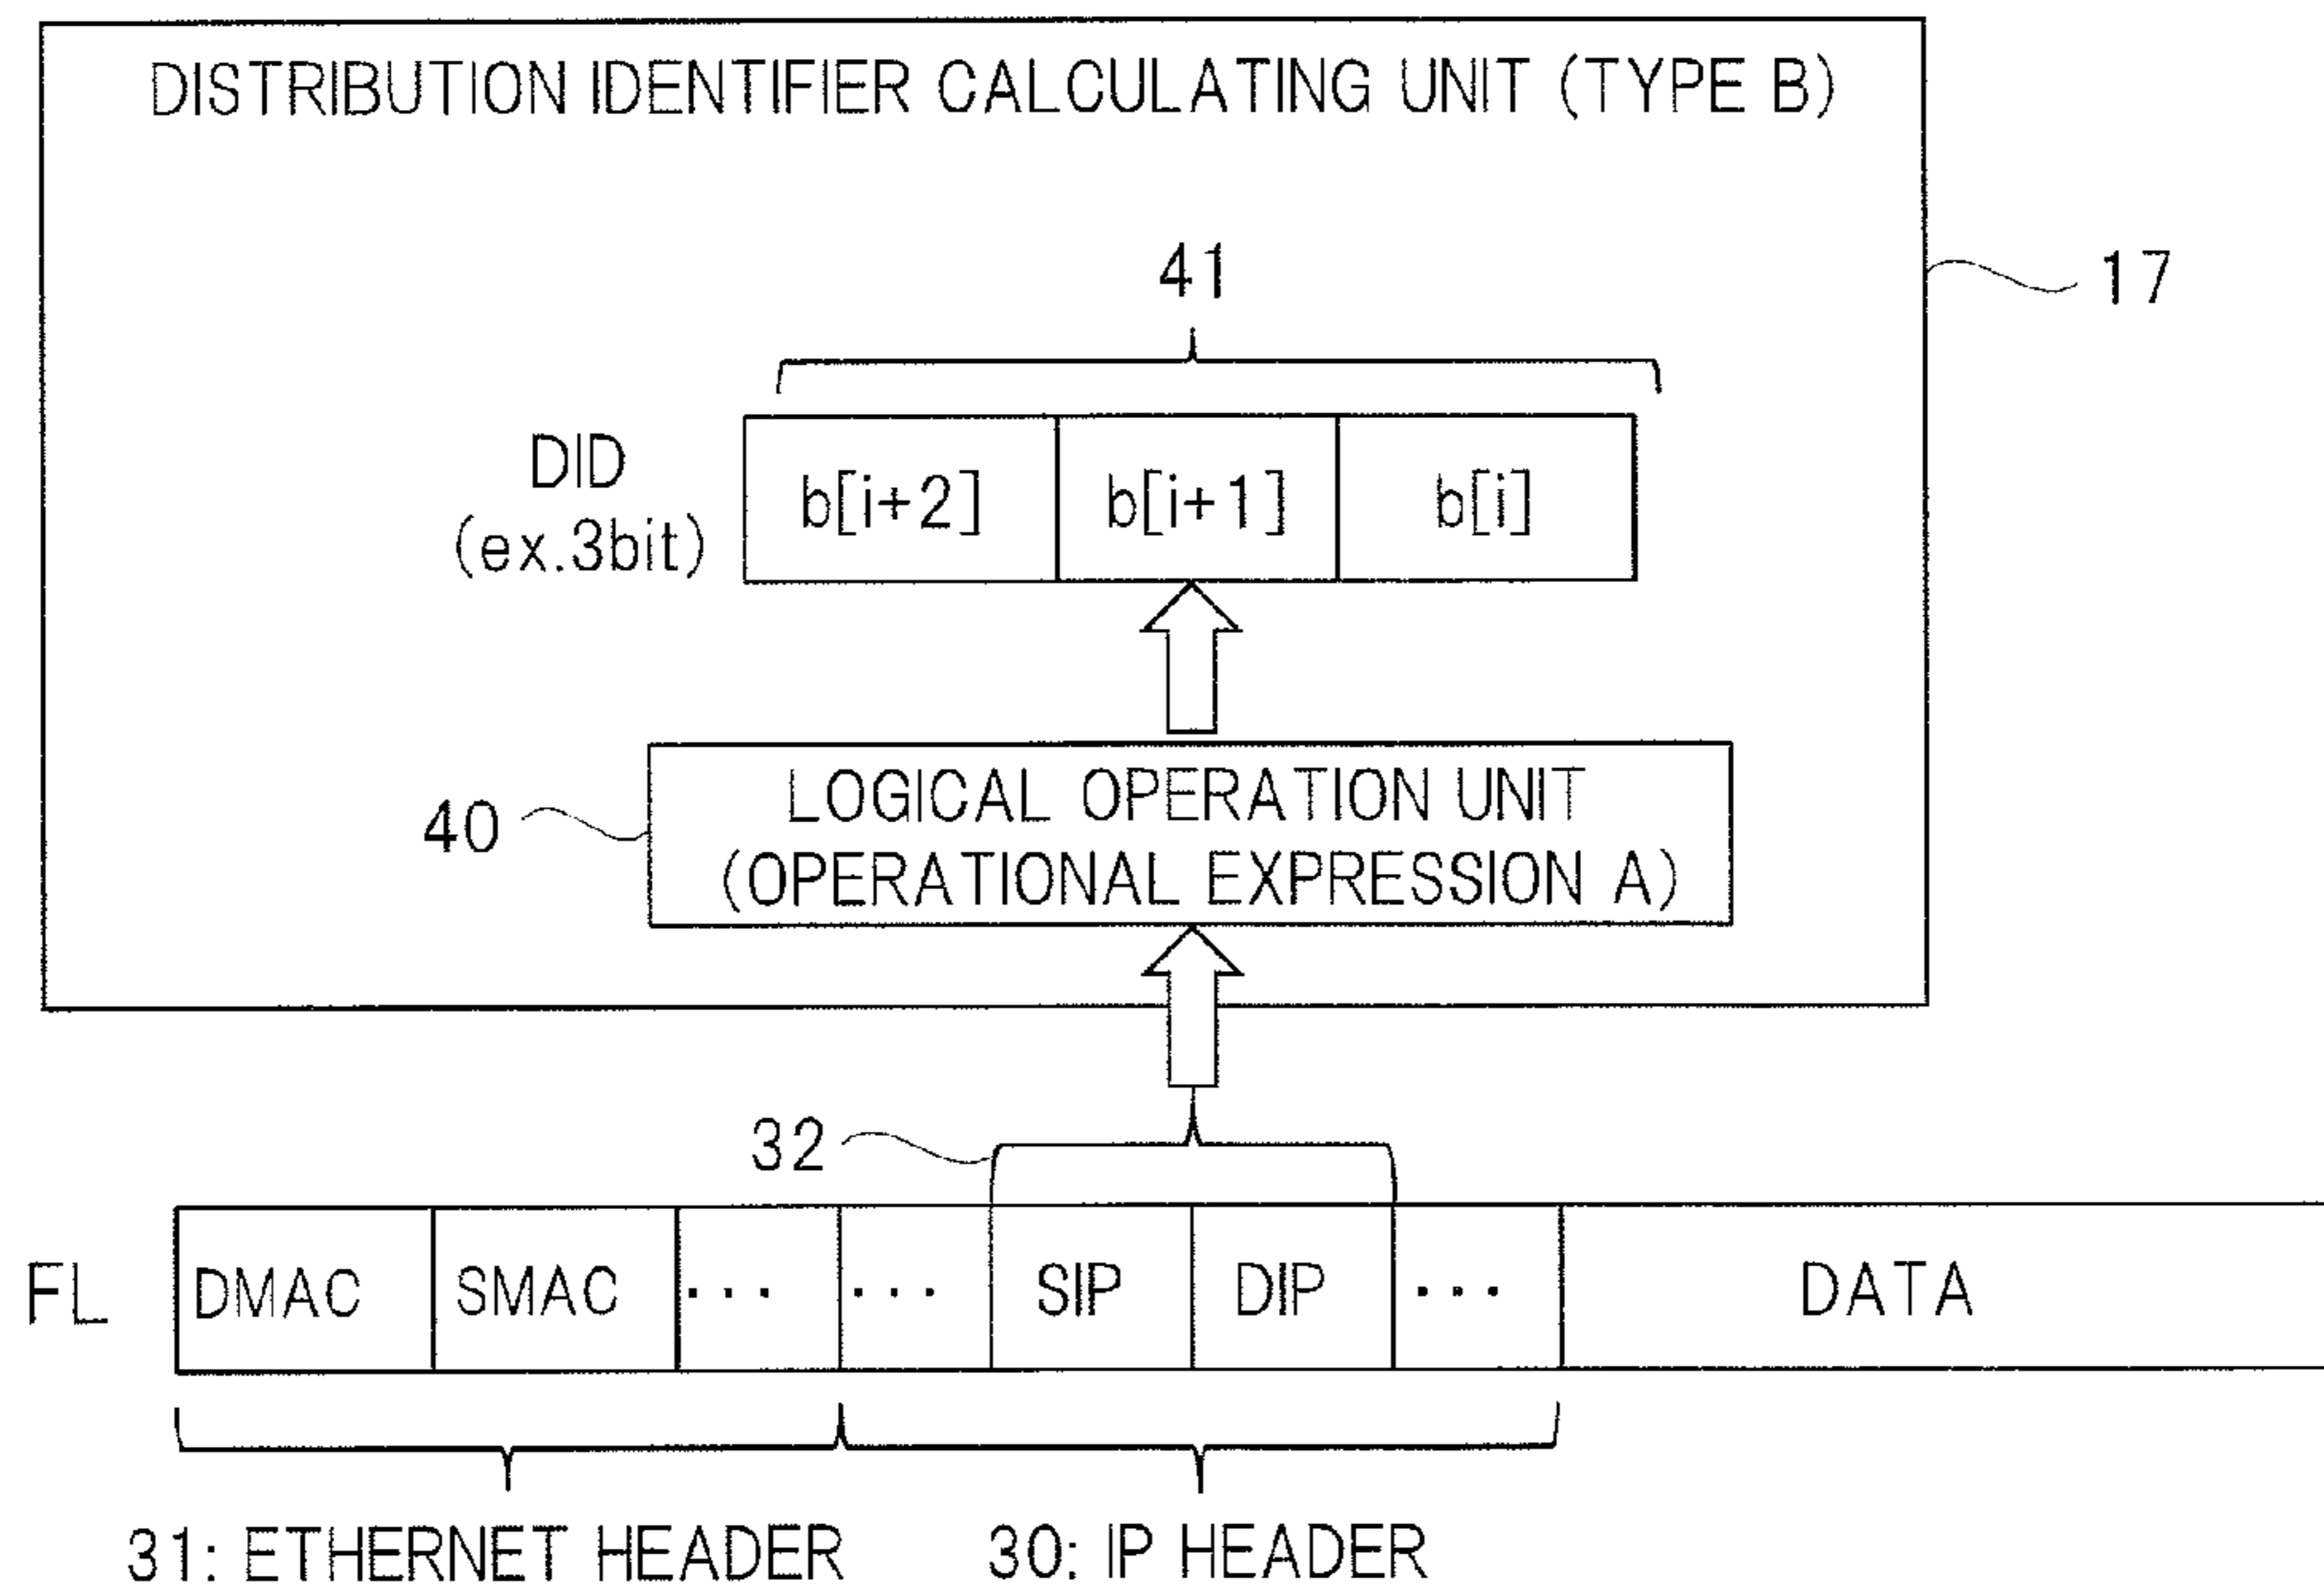 DISTRIBUTION IDENTIFIER CALCULATING UNIT (TYPE B)
41
17
DID
(ex.3bit)
b[i+2] b[i+1] b[i]
40
LOGICAL OPERATION UNIT
(OPERATIONAL EXPRESSION A)
32
FL DMAC SMAC ... ... SIP DIP ... DATA
31: ETHERNET HEADER 30: IP HEADER